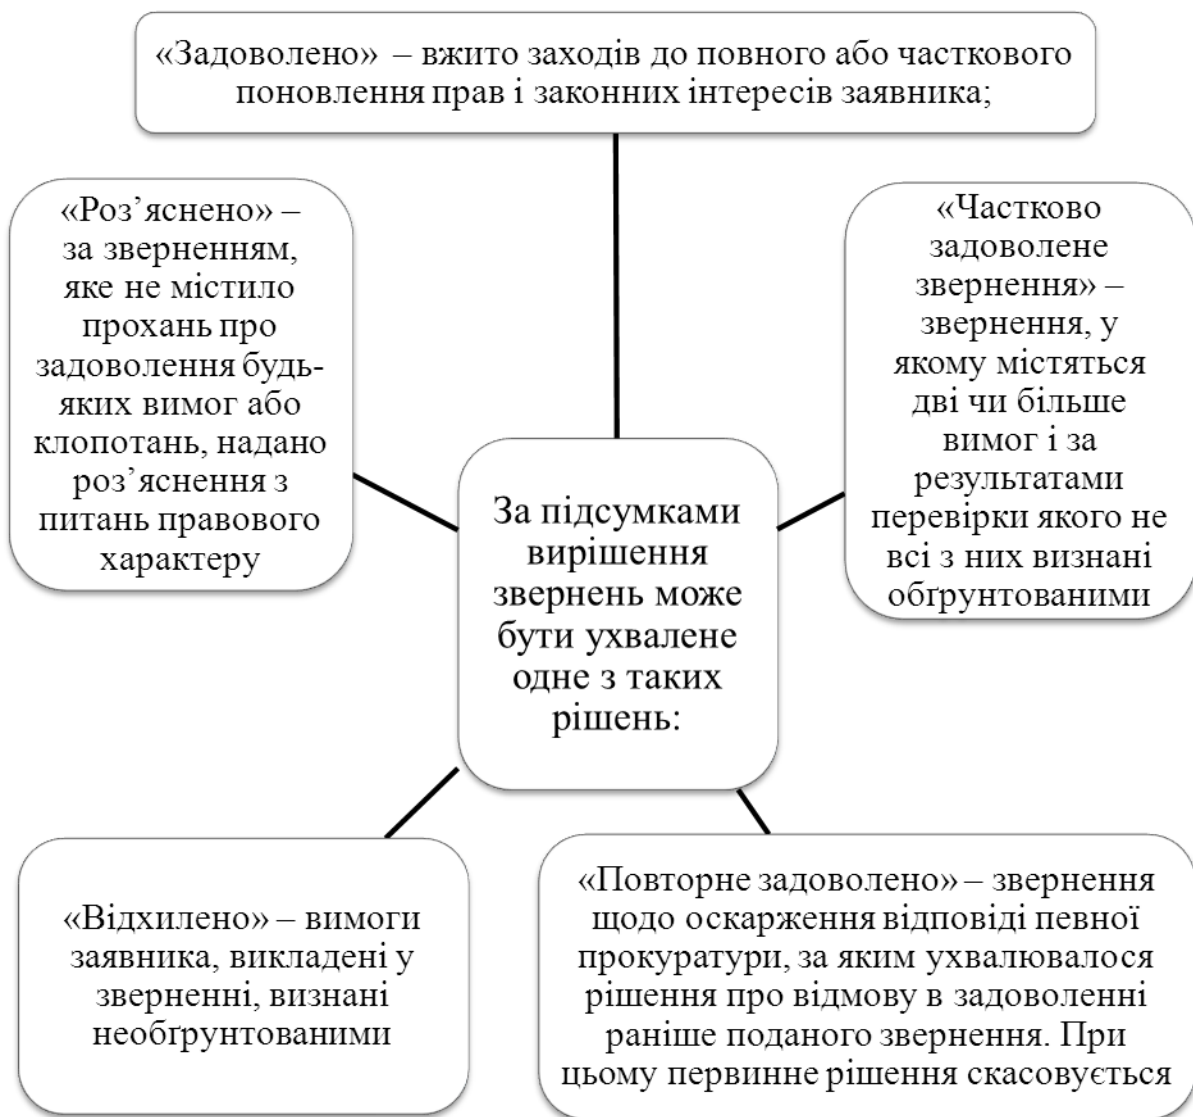 «Задоволено» – вжито заходів до повного або часткового
поновлення прав і законних інтересів заявника;
«Роз’яснено» –
за зверненням,
яке не містило
прохань про
задоволення будь-
яких вимог або
клопотань, надано
роз’яснення з
питань правового
характеру
«Частково
задоволене
звернення» –
звернення, у
якому містяться
дві чи більше
вимог і за
результатами
перевірки якого не
всі з них визнані
обґрунтованими
За підсумками
вирішення
звернень може
бути ухвалене
одне з таких
рішень:
«Відхилено» – вимоги
заявника, викладені у
зверненні, визнані
необґрунтованими
«Повторне задоволено» – звернення
щодо оскарження відповіді певної
прокуратури, за яким ухвалювалося
рішення про відмову в задоволенні
раніше поданого звернення. При
цьому первинне рішення скасовується